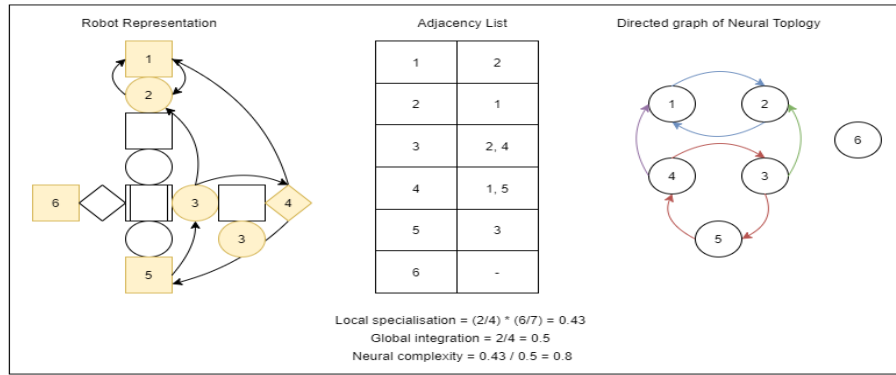 Robot Representation
Adjacency List
Directed graph of Neural Toplogy
1
2
6
3
4
3
5
1 2
2 1
3 2, 4
4 1, 5
5 3
6 -
1
2
6
4
3
5
Local specialisation = (2/4) * (6/7) = 0.43
Global integration = 2/4 = 0.5
Neural complexity = 0.43 / 0.5 = 0.8